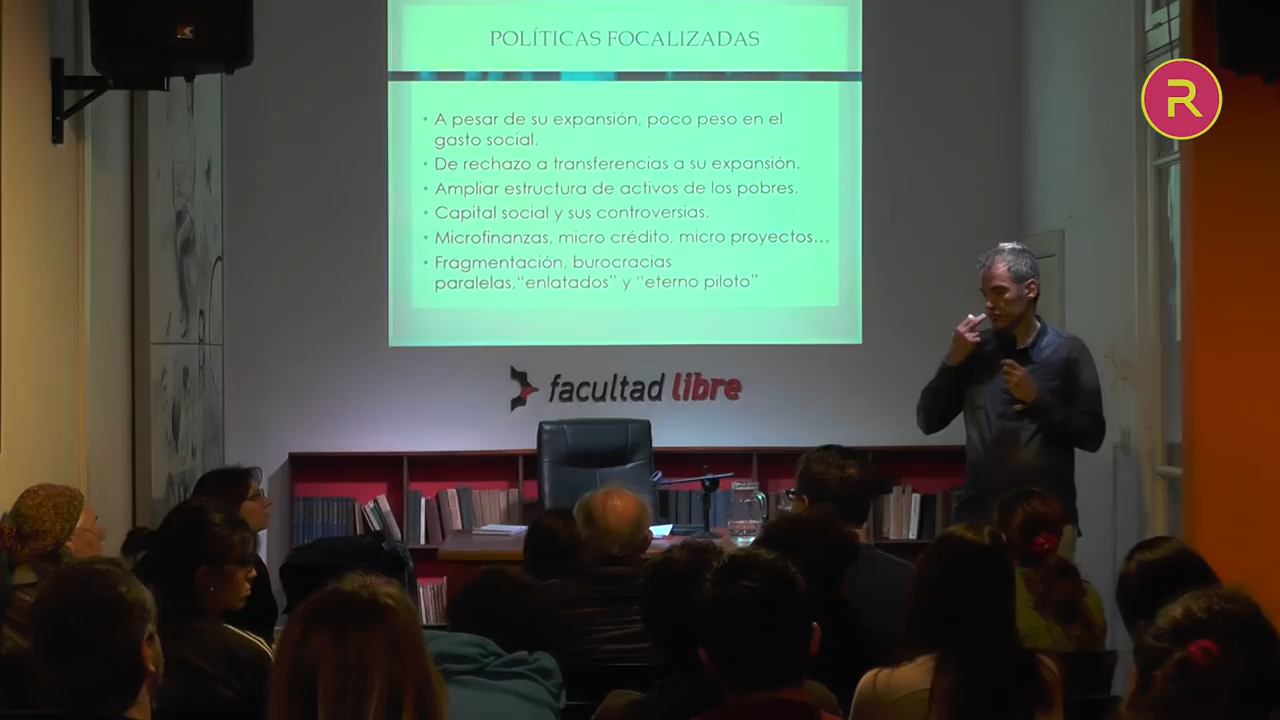 POLÍTICAS FOCALIZADAS
• A pesar de su expansión, poco peso en el
gasto social.
• De rechazo a transferencias a su expansión.
• Ampliar estructura de activos de los pobres.
• Capital social y sus controversias.
• Microfinanzas, micro crédito, micro proyectos...
• Fragmentación, burocracias
paralelas,“enlatados” y “eterno piloto”
R
facultad libre